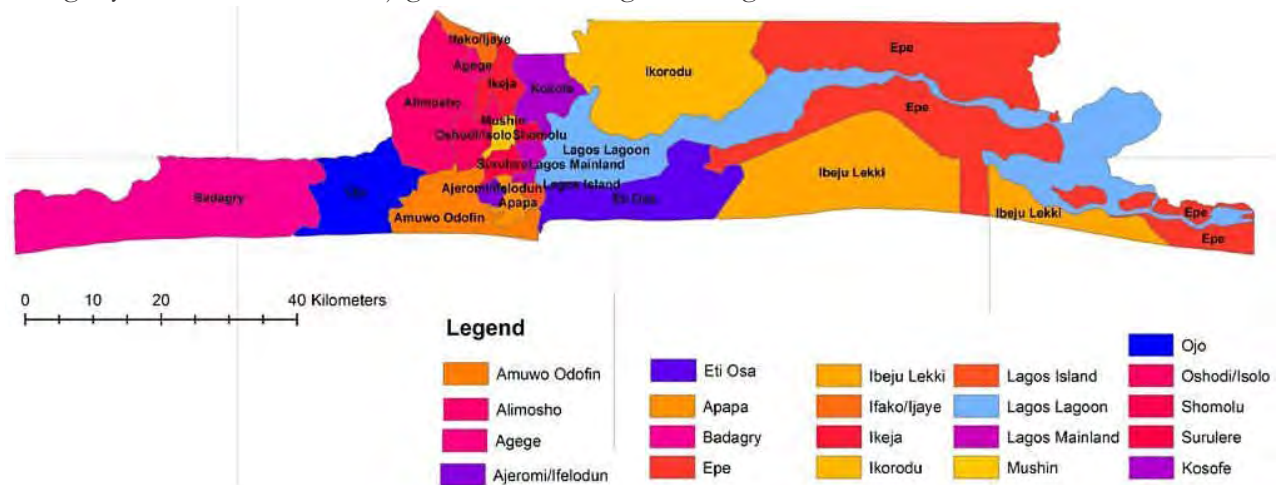 Ifako/Ijaye
Agege
Ikeja
Kosofe
Ikorodu
Epe
Alimosho
Epe
Mushin
Oshodi/Isolo
Shomolu
Lagos Lagoon
Surulere
Lagos Mainland
Ibeju Lekki
Badagry
Ajeromi/Ifelodun
Lagos Island
Eti Osa
Apapa
Amuwo Odofin
Ibeju Lekki
Epe
Epe
0 10 20 40 Kilometers
Legend
Amuwo Odofin
Alimosho
Agege
Ajeromi/Ifelodun
Eti Osa
Apapa
Badagry
Epe
Ibeju Lekki
Ifako/Ijaye
Ikeja
Ikorodu
Lagos Island
Lagos Lagoon
Lagos Mainland
Mushin
Ojo
Oshodi/Isolo
Shomolu
Surulere
Kosofe